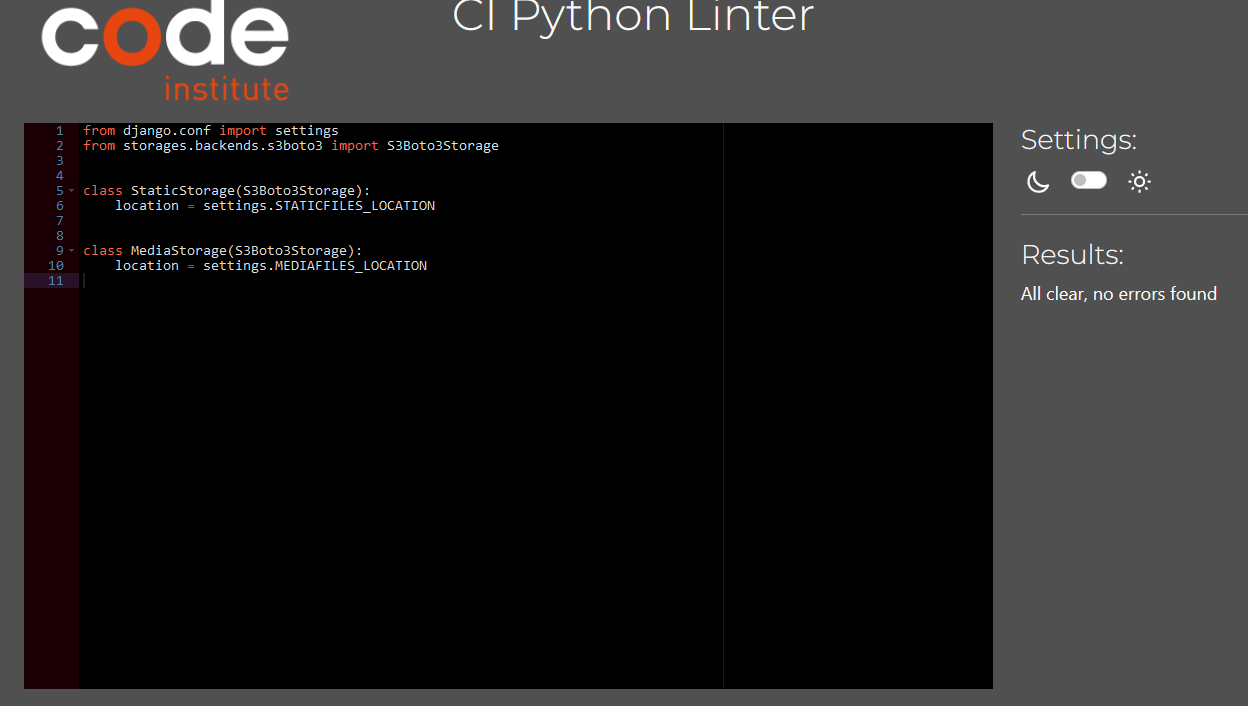 code
institute
CI Python Linter
1 from django.conf import settings
2 from storages.backends.s3boto3 import S3Boto3Storage
3
4
5 class StaticStorage(S3Boto3Storage):
6     location = settings.STATICFILES_LOCATION
7
8
9 class MediaStorage(S3Boto3Storage):
10     location = settings.MEDIAFILES_LOCATION
11
Settings:
Results:
All clear, no errors found